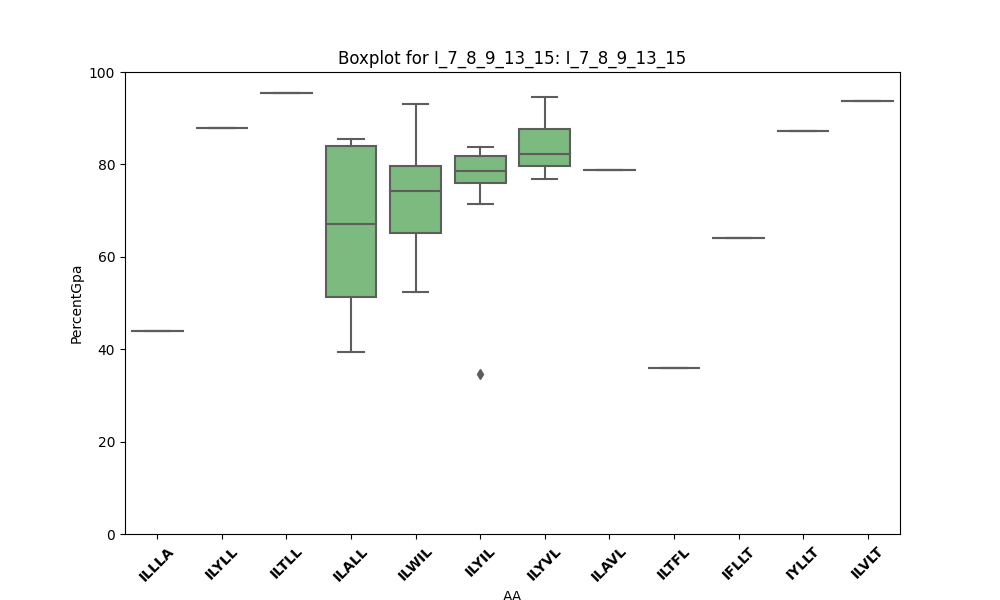 Boxplot for I_7_8_9_13_15: I_7_8_9_13_15
100
80
60
40
20
0
PercentGpa
ILLLA ILYLL ILTLL ILALL ILWIL ILYIL ILYVL ILAVL ILTFL IFLLT IYLLT ILVLT
AA